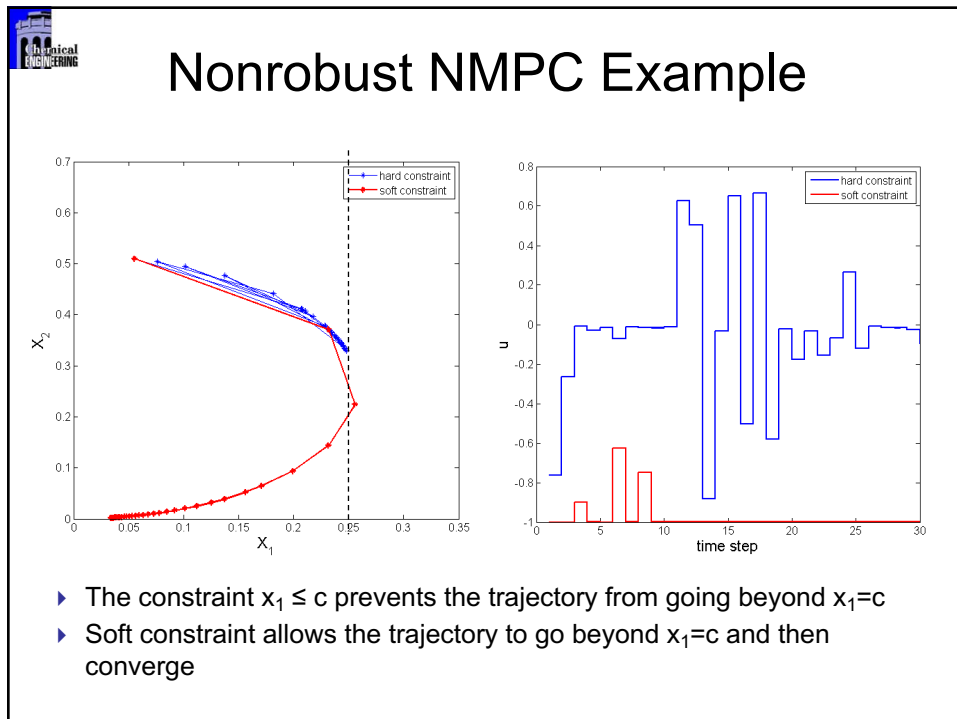 Chemical
ENGINEERING
Nonrobust NMPC Example
0.7
0.6
0.5
0.4
0.3
0.2
0.1
0
0.05
0.1
0.15
0.2
0.25
0.3
0.35
X₂
X₁
hard constraint
soft constraint
0.8
0.6
0.4
0.2
0
-0.2
-0.4
-0.6
-0.8
-1
0
5
10
15
20
25
30
u
time step
hard constraint
soft constraint
The constraint x₁ ≤ c prevents the trajectory from going beyond x₁=c
Soft constraint allows the trajectory to go beyond x₁=c and then
converge